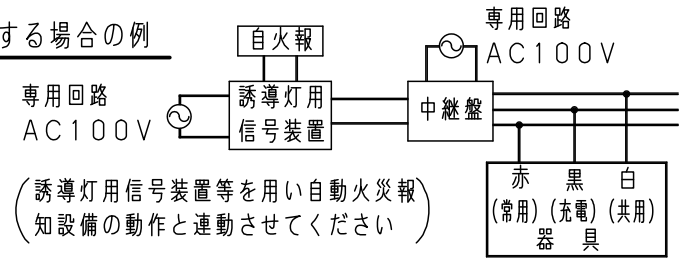 する場合の例
自火報
専用回路
AC100V
専用回路
AC100V
誘導灯用
信号装置
中継盤
誘導灯用信号装置等を用い自動火災報
知設備の動作と連動させてください
赤 黒 白
(常用) (充電) (共用)
器 具